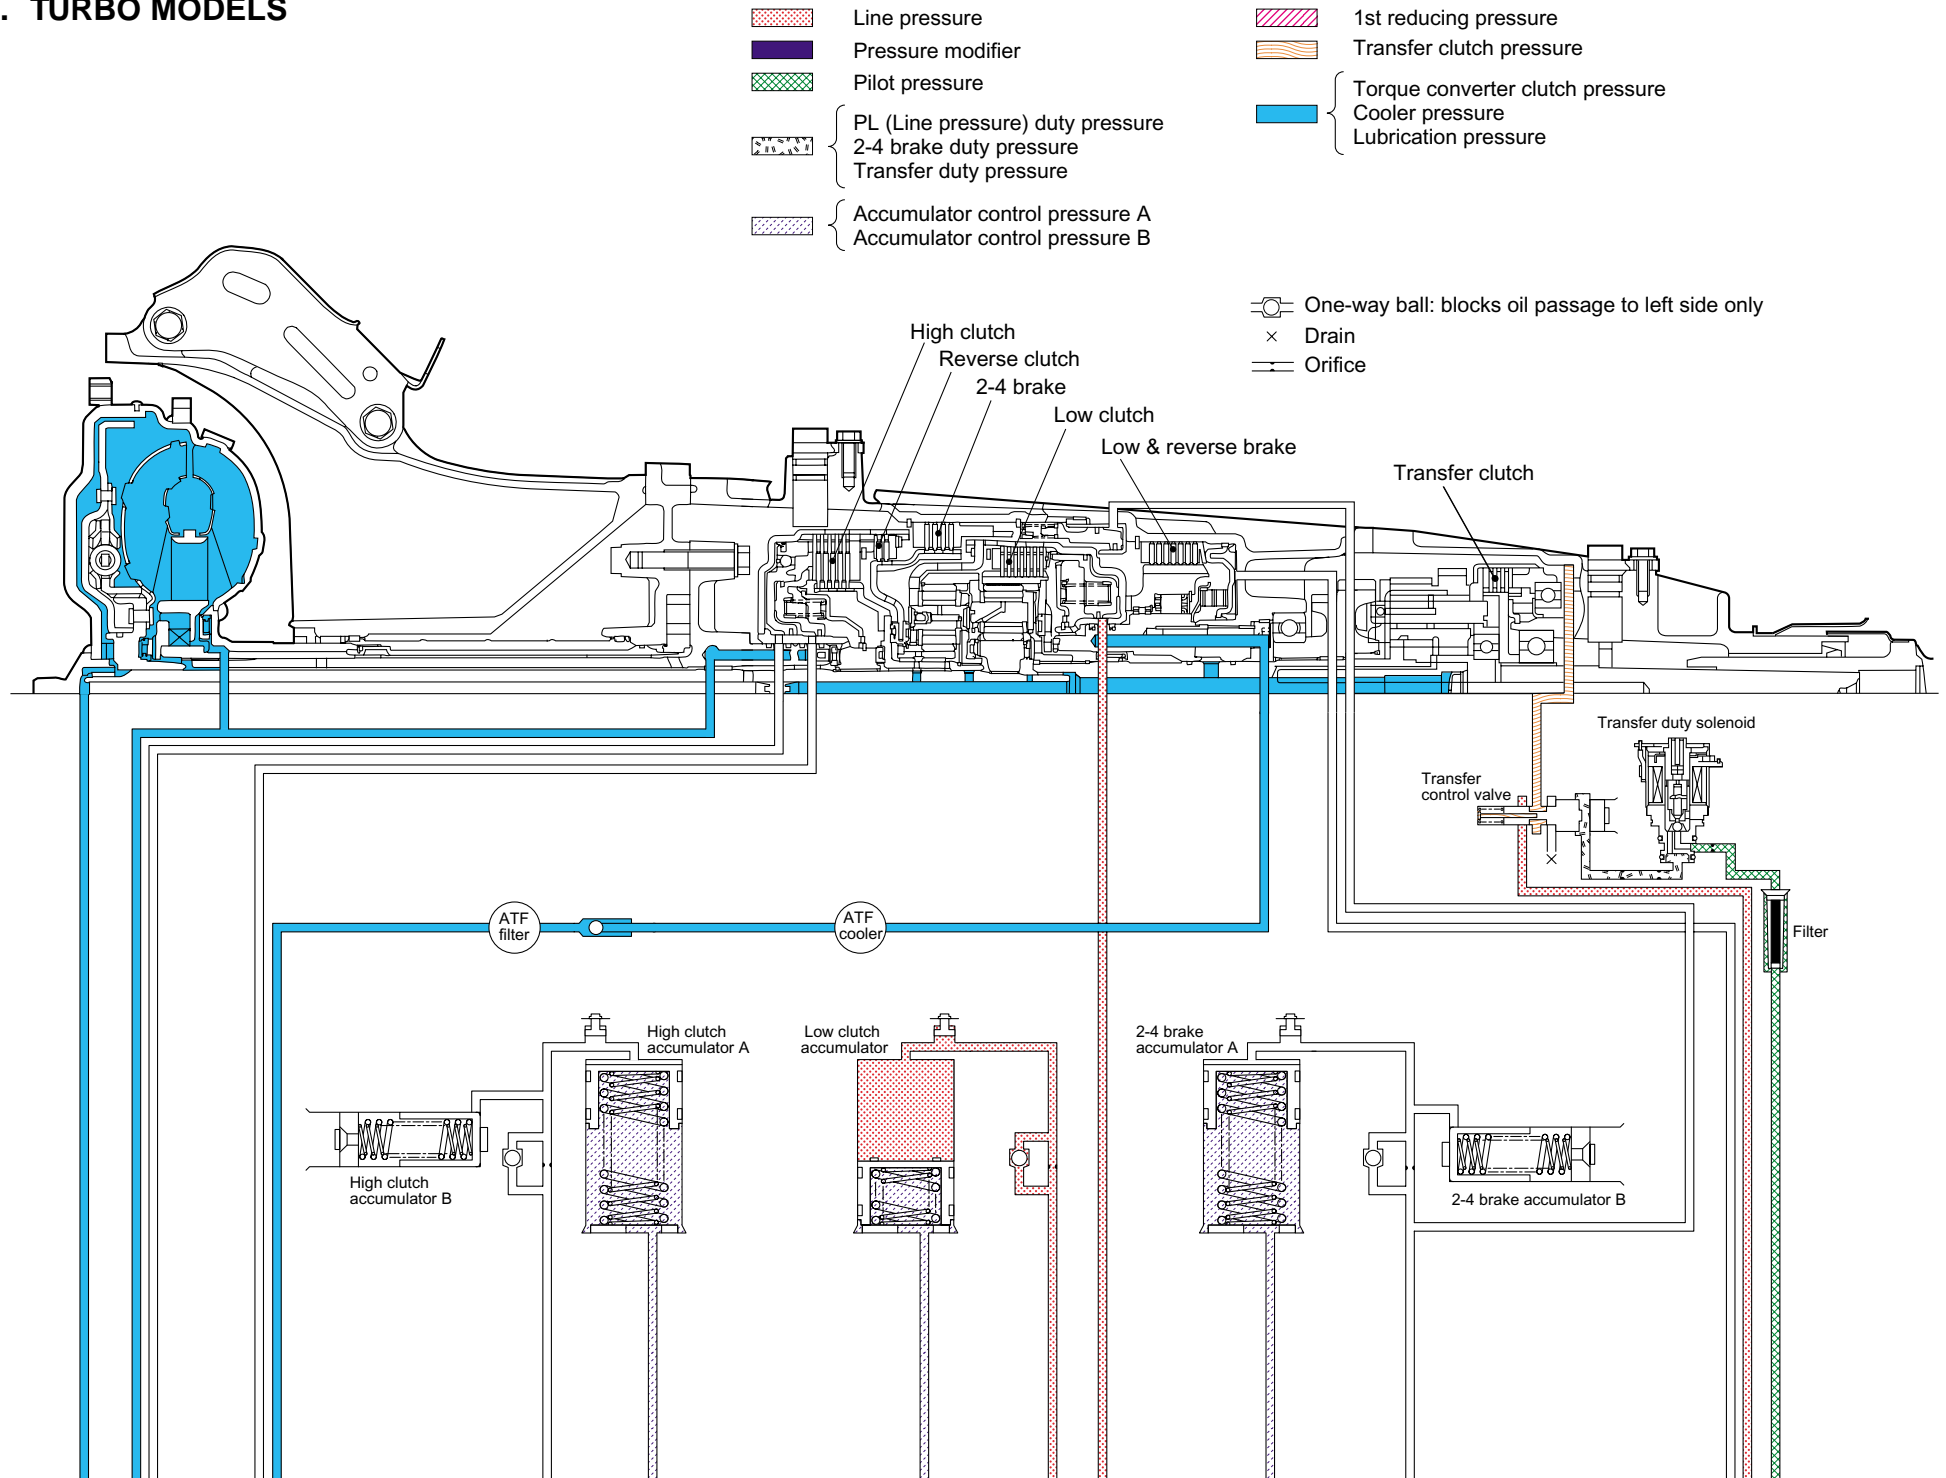 . TURBO MODELS
Line pressure
Pressure modifier
Pilot pressure
PL (Line pressure) duty pressure
2-4 brake duty pressure
Transfer duty pressure
Accumulator control pressure A
Accumulator control pressure B
1st reducing pressure
Transfer clutch pressure
Torque converter clutch pressure
Cooler pressure
Lubrication pressure
One-way ball: blocks oil passage to left side only
Drain
Orifice
High clutch
Reverse clutch
2-4 brake
Low clutch
Low & reverse brake
Transfer clutch
Transfer duty solenoid
Transfer
control valve
ATF
filter
ATF
cooler
Filter
High clutch
accumulator A
Low clutch
accumulator
2-4 brake
accumulator A
High clutch
accumulator B
2-4 brake accumulator B